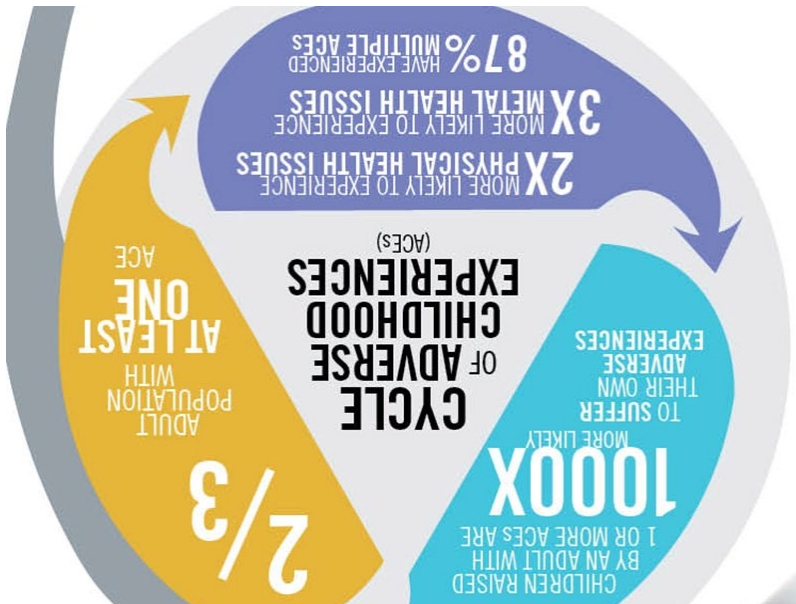 CHILDREN RAISED
BY AN ADULT WITH
1 OR MORE ACEs ARE
1000X
MORE LIKELY
TO SUFFER
THEIR OWN
ADVERSE
EXPERIENCES
2/3
ADULT
POPULATION
WITH
AT LEAST
ONE
ACE
CYCLE
OF ADVERSE
CHILDHOOD
EXPERIENCES
(ACEs)
2X MORE LIKELY TO EXPERIENCE
PHYSICAL HEALTH ISSUES
3X MORE LIKELY TO EXPERIENCE
METAL HEALTH ISSUES
87% HAVE EXPERIENCED
MULTIPLE ACEs